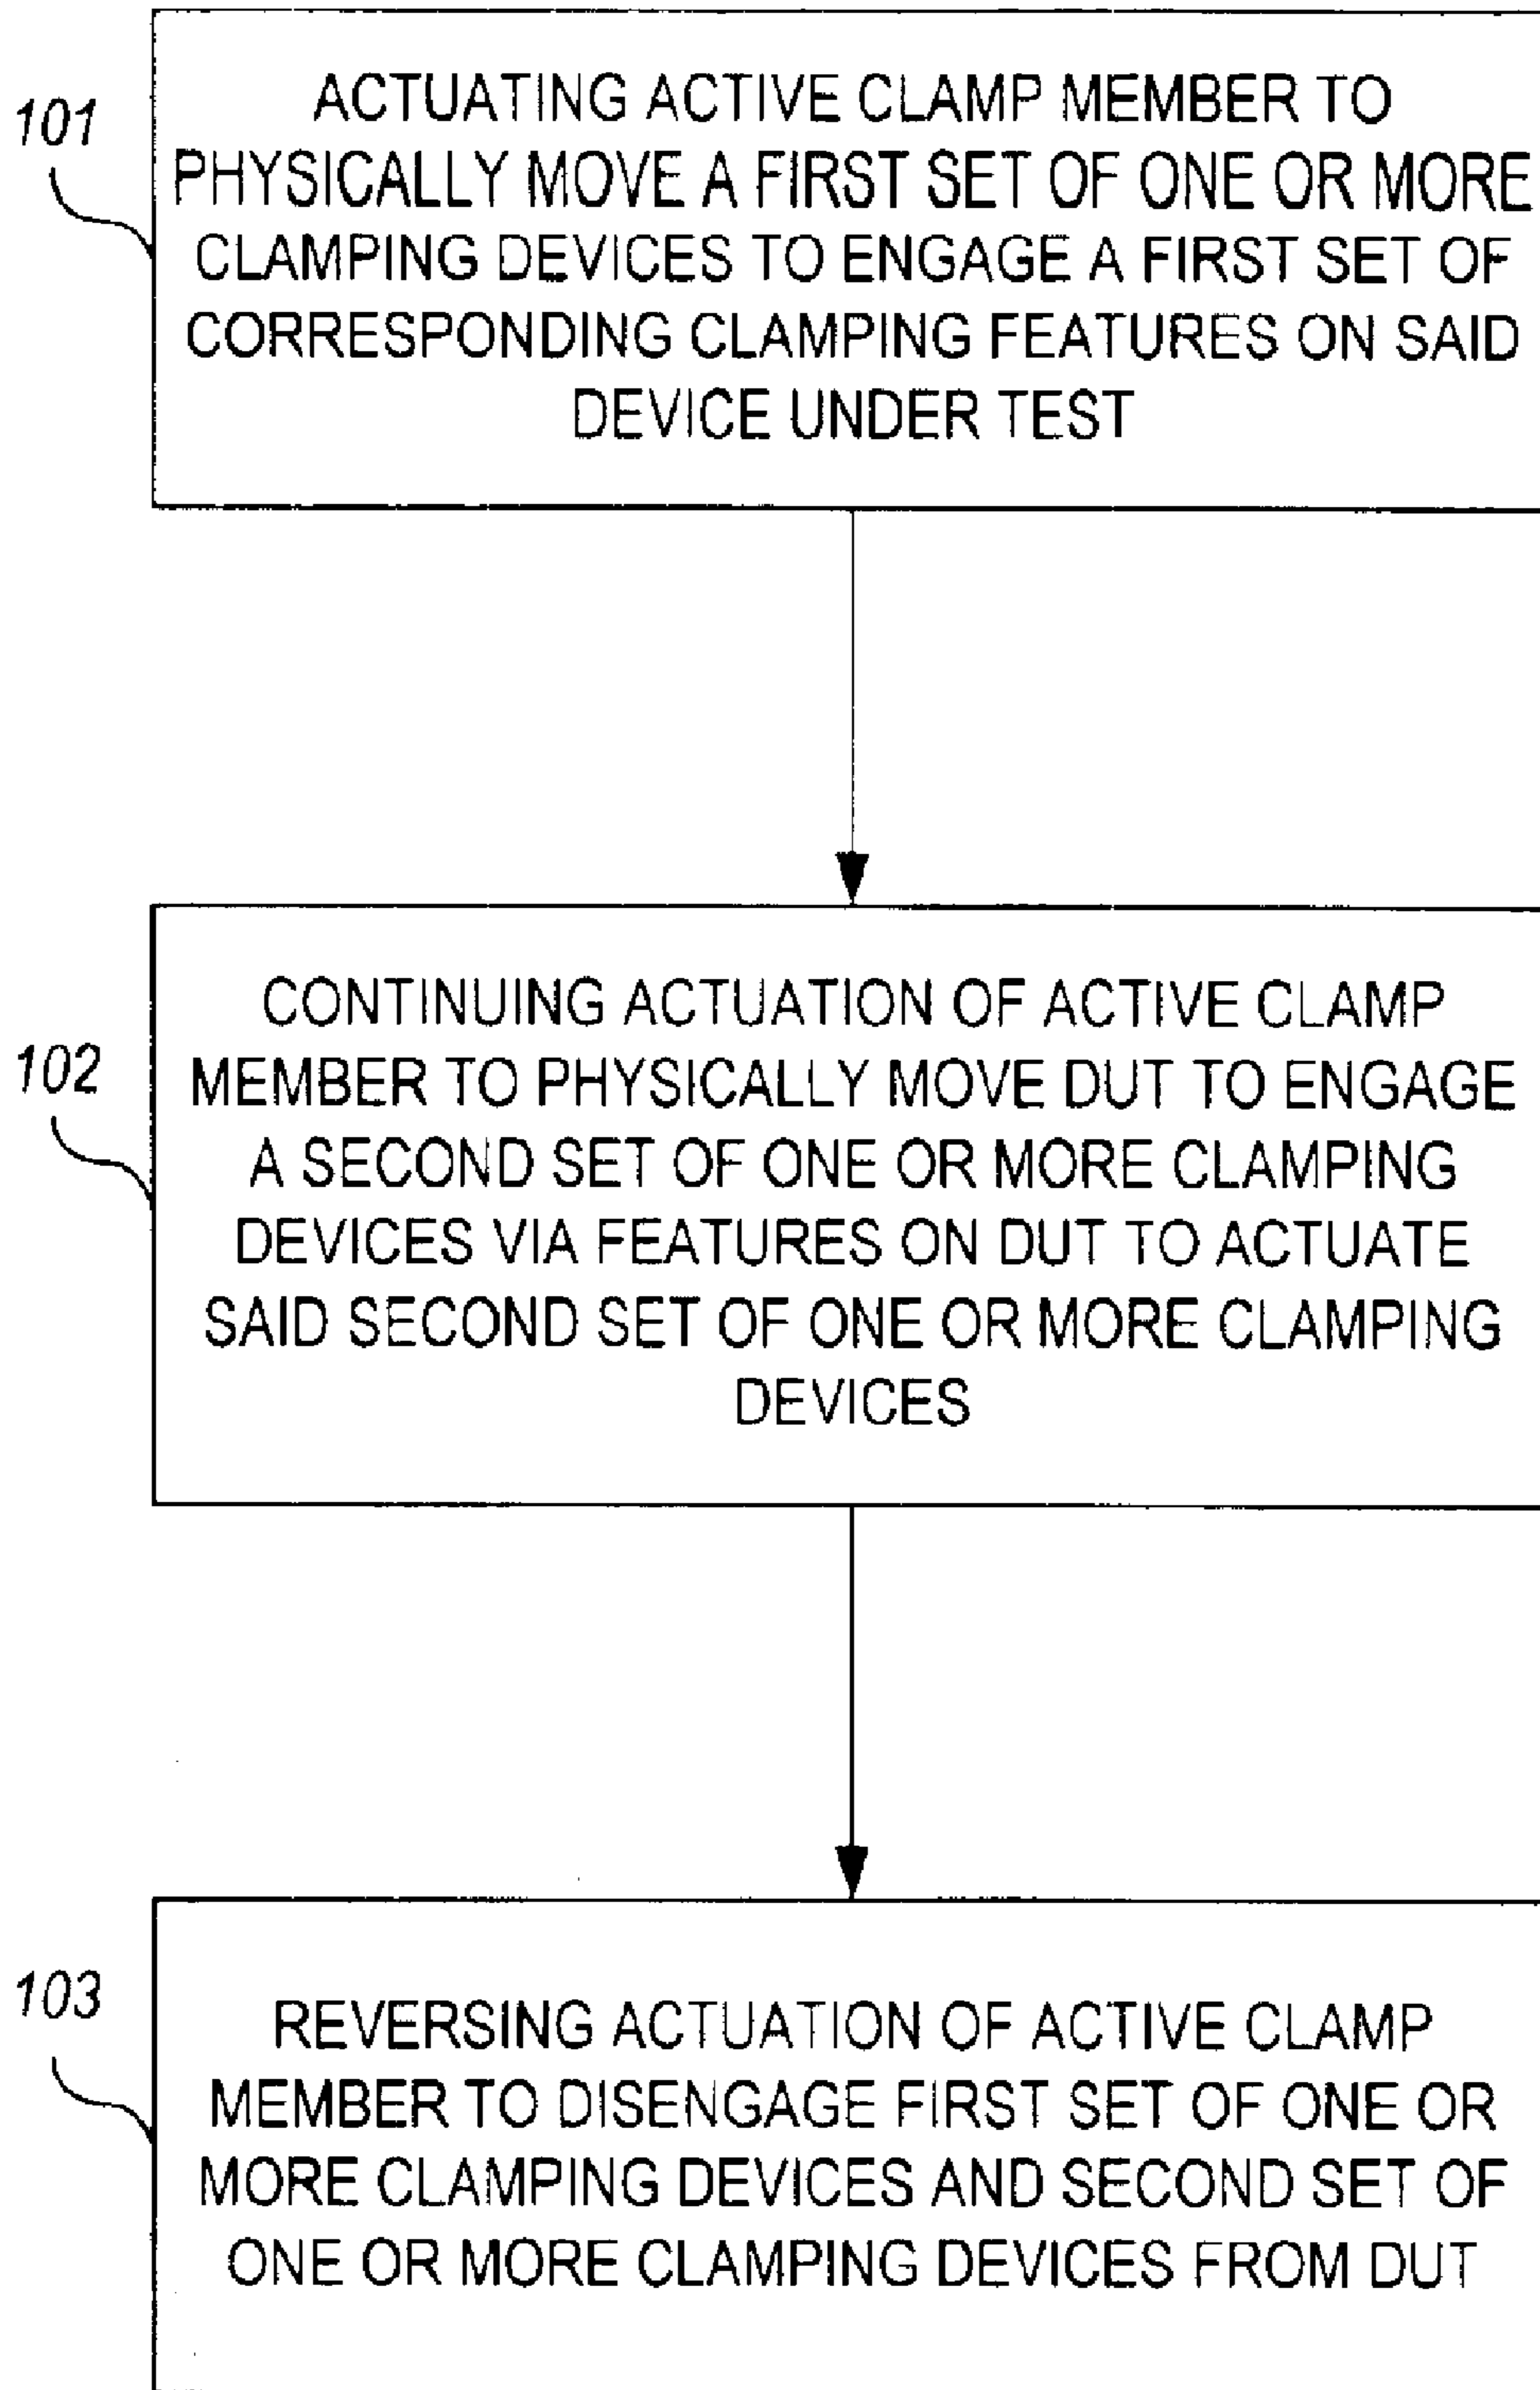 101
ACTUATING ACTIVE CLAMP MEMBER TO
PHYSICALLY MOVE A FIRST SET OF ONE OR MORE
CLAMPING DEVICES TO ENGAGE A FIRST SET OF
CORRESPONDING CLAMPING FEATURES ON SAID
DEVICE UNDER TEST
102
CONTINUING ACTUATION OF ACTIVE CLAMP
MEMBER TO PHYSICALLY MOVE DUT TO ENGAGE
A SECOND SET OF ONE OR MORE CLAMPING
DEVICES VIA FEATURES ON DUT TO ACTUATE
SAID SECOND SET OF ONE OR MORE CLAMPING
DEVICES
103
REVERSING ACTUATION OF ACTIVE CLAMP
MEMBER TO DISENGAGE FIRST SET OF ONE OR
MORE CLAMPING DEVICES AND SECOND SET OF
ONE OR MORE CLAMPING DEVICES FROM DUT